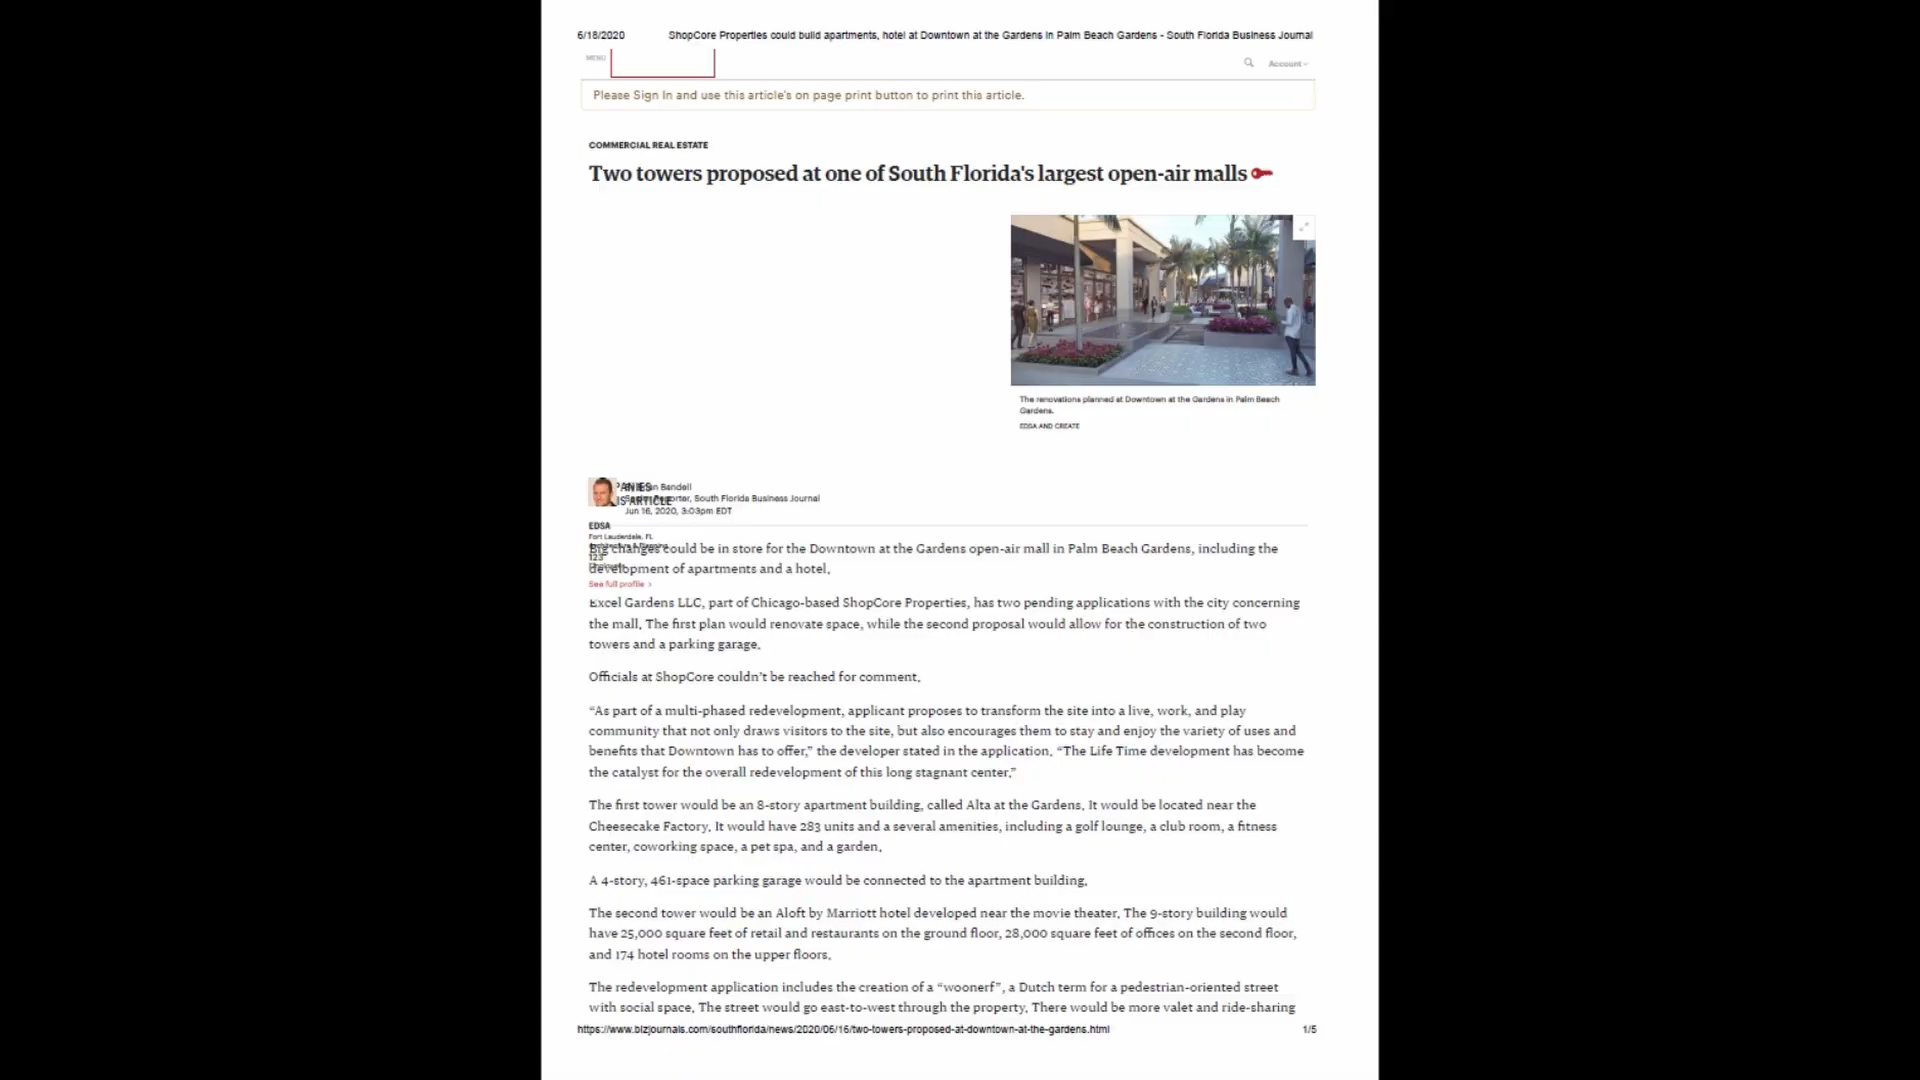 6/18/2020 ShopCore Properties could build apartments, hotel at Downtown at the Gardens in Palm Beach Gardens - South Florida Business Journal
MENU
Account
Please Sign In and use this article's on page print button to print this article.
COMMERCIAL REAL ESTATE
Two towers proposed at one of South Florida's largest open-air malls
The renovations planned at Downtown at the Gardens in Palm Beach
Gardens.
EDSA AND CREATE
Bandell
South Florida Business Journal
Jun 16, 2020, 3:03pm EDT
EDSA
Fort Lauderdale, FL
123
See full profile
Big changes could be in store for the Downtown at the Gardens open-air mall in Palm Beach Gardens, including the
development of apartments and a hotel.
Excel Gardens LLC, part of Chicago-based ShopCore Properties, has two pending applications with the city concerning
the mall. The first plan would renovate space, while the second proposal would allow for the construction of two
towers and a parking garage.
Officials at ShopCore couldn't be reached for comment.
“As part of a multi-phased redevelopment, applicant proposes to transform the site into a live, work, and play
community that not only draws visitors to the site, but also encourages them to stay and enjoy the variety of uses and
benefits that Downtown has to offer,” the developer stated in the application. “The Life Time development has become
the catalyst for the overall redevelopment of this long stagnant center.”
The first tower would be an 8-story apartment building, called Alta at the Gardens. It would be located near the
Cheesecake Factory. It would have 283 units and a several amenities, including a golf lounge, a club room, a fitness
center, coworking space, a pet spa, and a garden.
A 4-story, 461-space parking garage would be connected to the apartment building.
The second tower would be an Aloft by Marriott hotel developed near the movie theater. The 9-story building would
have 25,000 square feet of retail and restaurants on the ground floor, 28,000 square feet of offices on the second floor,
and 174 hotel rooms on the upper floors.
The redevelopment application includes the creation of a “woonerf”, a Dutch term for a pedestrian-oriented street
with social space. The street would go east-to-west through the property. There would be more valet and ride-sharing
https://www.bizjournals.com/southflorida/news/2020/06/16/two-towers-proposed-at-downtown-at-the-gardens.html 1/5